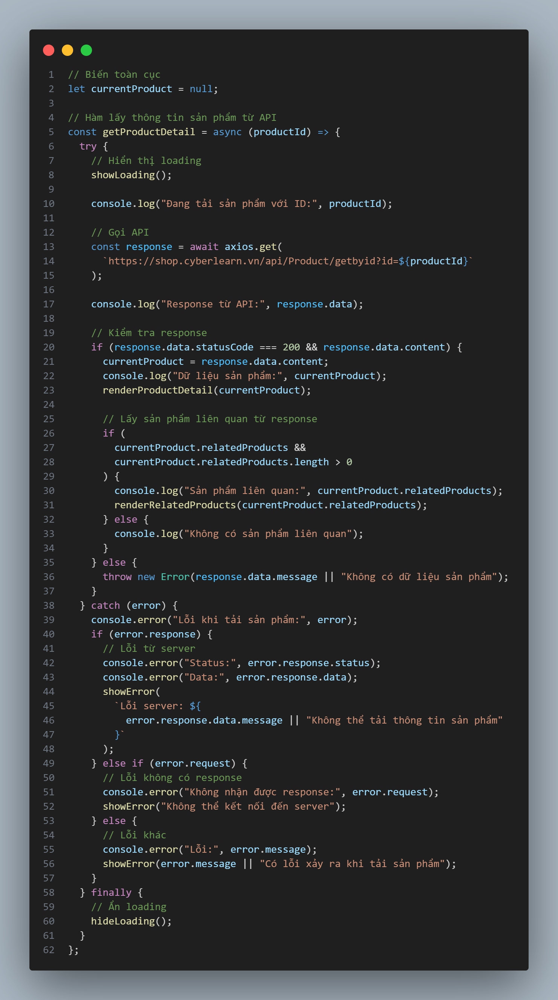 1 // Biến toàn cục
2 let currentProduct = null;
3
4 // Hàm lấy thông tin sản phẩm từ API
5 const getProductDetail = async (productId) => {
6   try {
7     // Hiển thị loading
8     showLoading();
9
10     console.log("Đang tải sản phẩm với ID:", productId);
11
12     // Gọi API
13     const response = await axios.get(
14       `https://shop.cyberlearn.vn/api/Product/getbyid?id=${productId}`
15     );
16
17     console.log("Response từ API:", response.data);
18
19     // Kiểm tra response
20     if (response.data.statusCode === 200 && response.data.content) {
21       currentProduct = response.data.content;
22       console.log("Dữ liệu sản phẩm:", currentProduct);
23       renderProductDetail(currentProduct);
24
25       // Lấy sản phẩm liên quan từ response
26       if (
27         currentProduct.relatedProducts &&
28         currentProduct.relatedProducts.length > 0
29       ) {
30         console.log("Sản phẩm liên quan:", currentProduct.relatedProducts);
31         renderRelatedProducts(currentProduct.relatedProducts);
32       } else {
33         console.log("Không có sản phẩm liên quan");
34       }
35     } else {
36       throw new Error(response.data.message || "Không có dữ liệu sản phẩm");
37     }
38   } catch (error) {
39     console.error("Lỗi khi tải sản phẩm:", error);
40     if (error.response) {
41       // Lỗi từ server
42       console.error("Status:", error.response.status);
43       console.error("Data:", error.response.data);
44       showError(
45         `Lỗi server: ${
46           error.response.data.message || "Không thể tải thông tin sản phẩm"
47         }`
48       );
49     } else if (error.request) {
50       // Lỗi không có response
51       console.error("Không nhận được response:", error.request);
52       showError("Không thể kết nối đến server");
53     } else {
54       // Lỗi khác
55       console.error("Lỗi:", error.message);
56       showError(error.message || "Có lỗi xảy ra khi tải sản phẩm");
57     }
58   } finally {
59     // Ẩn loading
60     hideLoading();
61   }
62 };